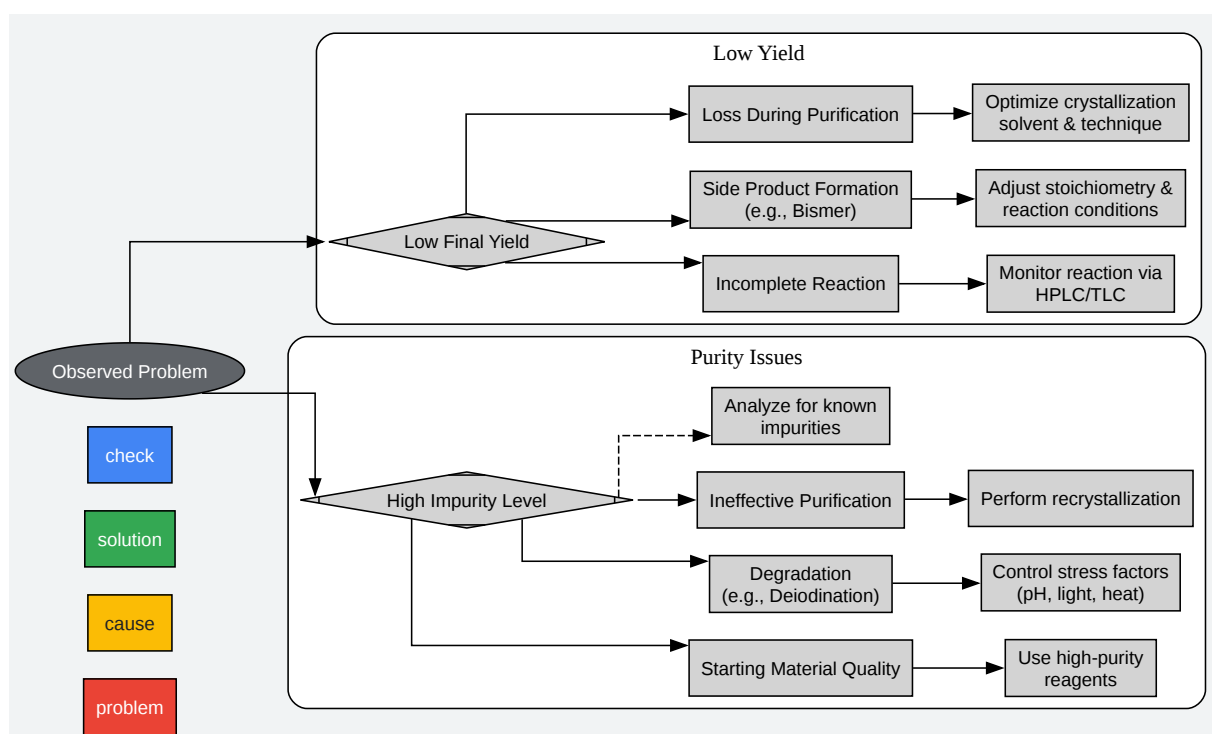 Low Yield
Loss During Purification
Optimize crystallization
solvent & technique
Side Product Formation
(e.g., Bismer)
Adjust stoichiometry &
reaction conditions
Low Final Yield
Incomplete Reaction
Monitor reaction via
HPLC/TLC
Observed Problem
Purity Issues
Analyze for known
impurities
High Impurity Level
Ineffective Purification
Perform recrystallization
Degradation
(e.g., Deiodination)
Control stress factors
(pH, light, heat)
Starting Material Quality
Use high-purity
reagents
check
solution
cause
problem